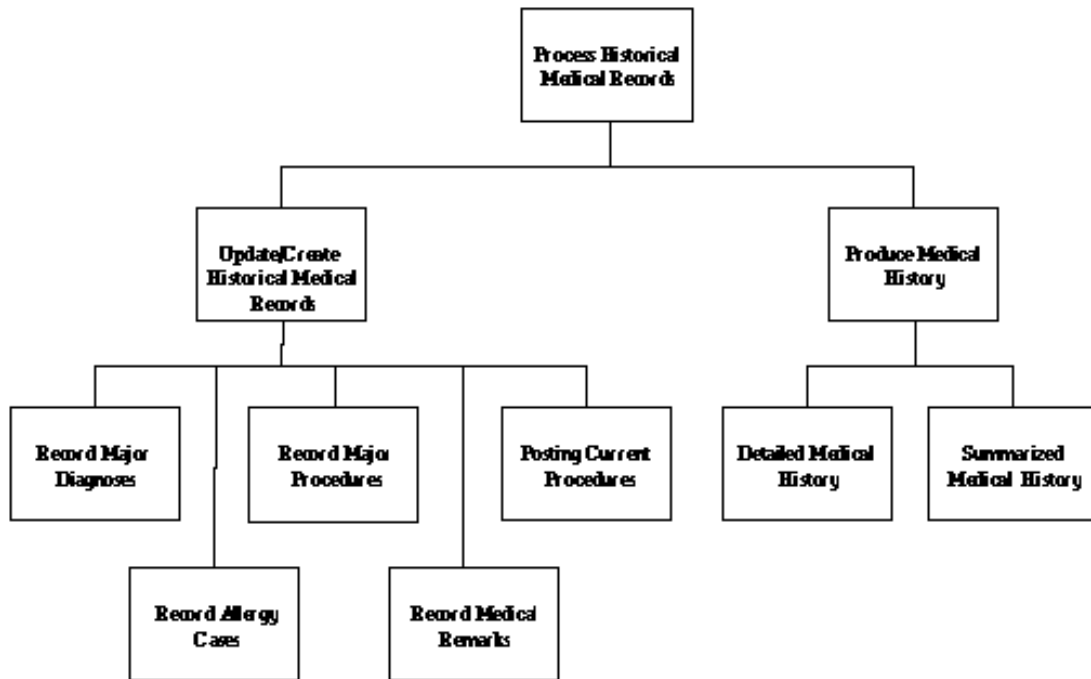 Process Historical
Medical Records
Update/Create
Historical Medical
Records
Produce Medical
History
Record Major
Diagnoses
Record Major
Procedures
Posting Current
Procedures
Detailed Medical
History
Summarized
Medical History
Record Allergy
Cases
Record Medical
Remarks